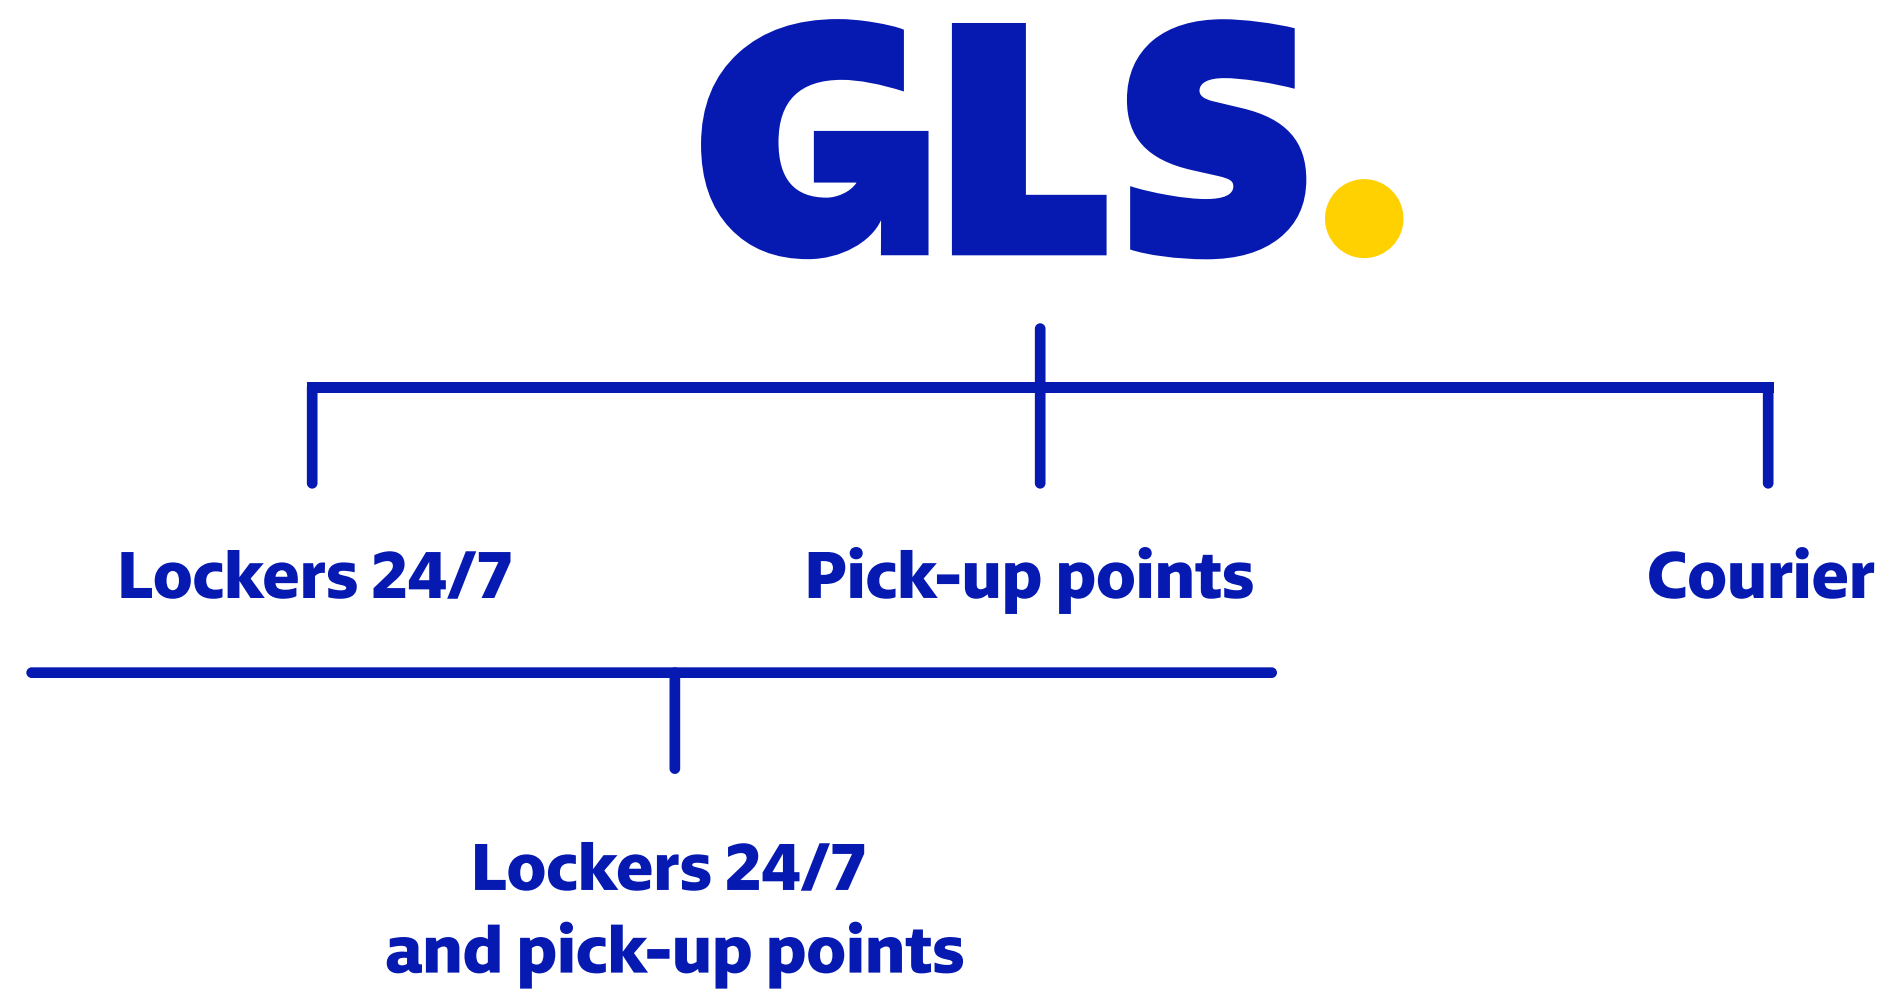 GLS.
Lockers 24/7
Pick-up points
Courier
Lockers 24/7
and pick-up points